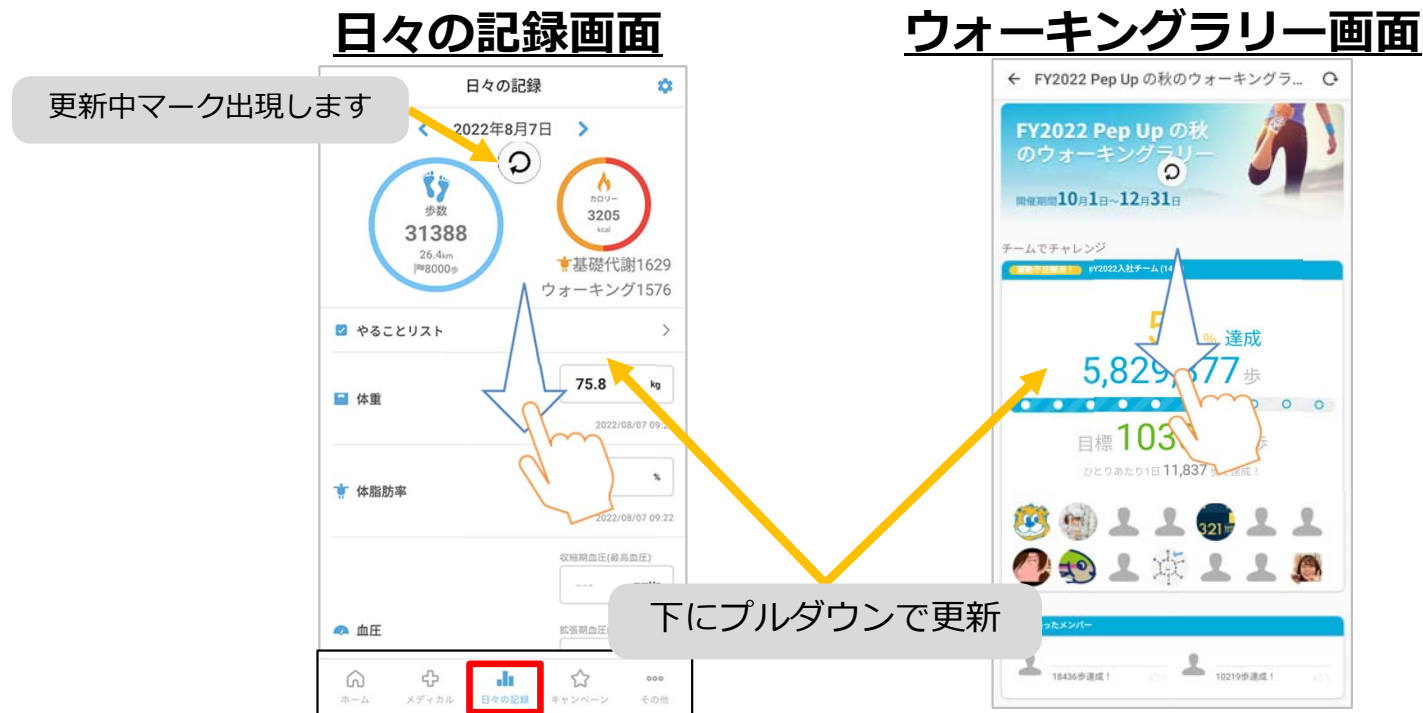 日々の記録画面
ウォーキングラリー画面
更新中マーク出現します
日々の記録
2022年8月7日
歩数
31388
26.4km
8000歩
カロリー
3205
kcal
基礎代謝1629
ウォーキング1576
やることリスト
体重
75.8 kg
2022/08/07 09:2
体脂肪率
%
2022/08/07 09:22
収縮期血圧(最高血圧)
---
血圧
拡張期血圧
ホーム
メディカル
日々の記録
キャンペーン
その他
下にプルダウンで更新
FY2022 Pep Up の秋のウォーキングラ...
FY2022 Pep Up の秋
のウォーキングラリー
開催期間10月1日~12月31日
チームでチャレンジ
運動不足解消! FY2022入社チーム (14
5
% 達成
5,829, 77 歩
目標 103 歩
ひとりあたり1日 11,837 達成!
321
ったメンバー
18436歩達成!
10219歩達成!